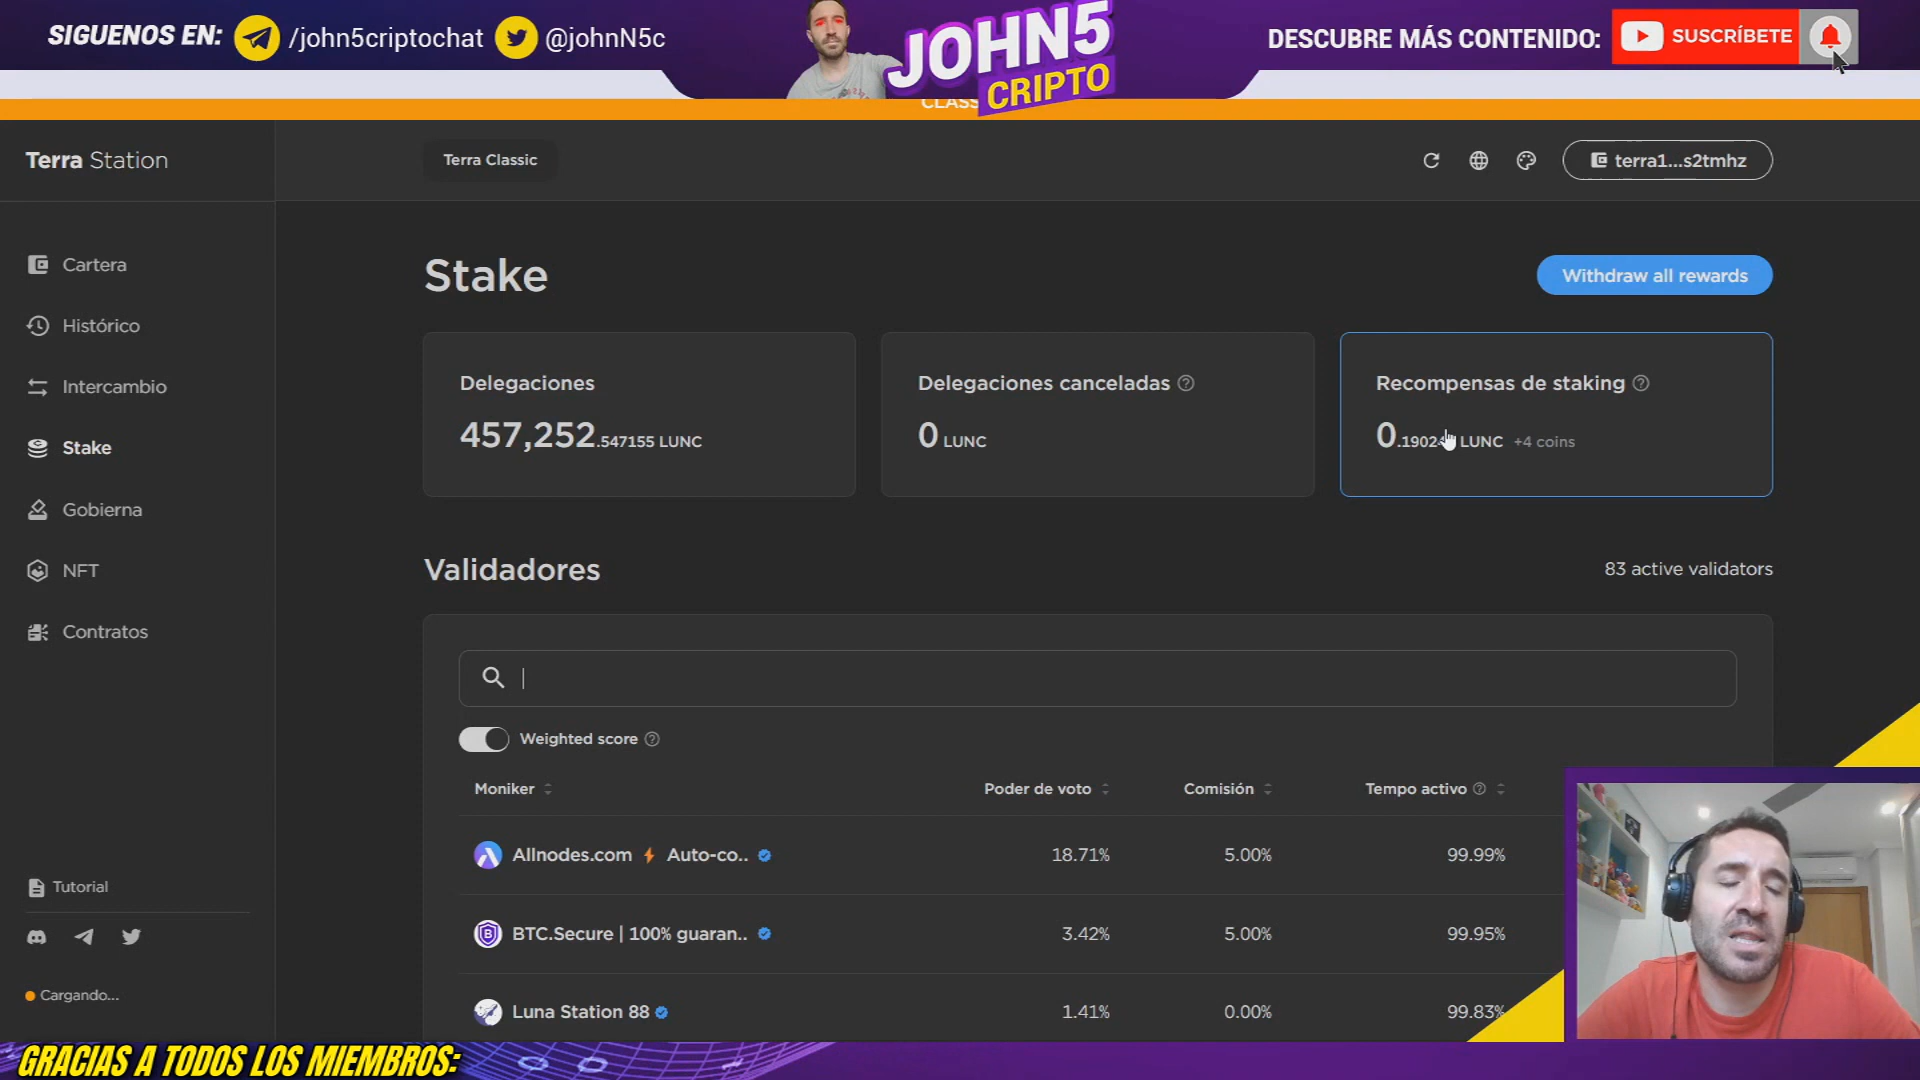 SIGUENOS EN: /john5criptochat @johnN5c
JOHN5
CRIPTO
DESCUBRE MÁS CONTENIDO: SUSCRÍBETE
Terra Station
Terra Classic
terra1...s2tmhz
Cartera
Histórico
Intercambio
Stake
Gobierna
NFT
Contratos
Tutorial
Cargando...
Stake
Withdraw all rewards
Delegaciones
457,252.547155 LUNC
Delegaciones canceladas
0 LUNC
Recompensas de staking
LUNC +4 coins
Validadores
83 active validators
Weighted score
Moniker Poder de voto Comisión Tempo activo
Allnodes.com Auto-co.. 18.71% 5.00% 99.99%
BTC.Secure | 100% guaran.. 3.42% 5.00% 99.95%
Luna Station 88 1.41% 0.00% 99.83%
GRACIAS A TODOS LOS MIEMBROS: